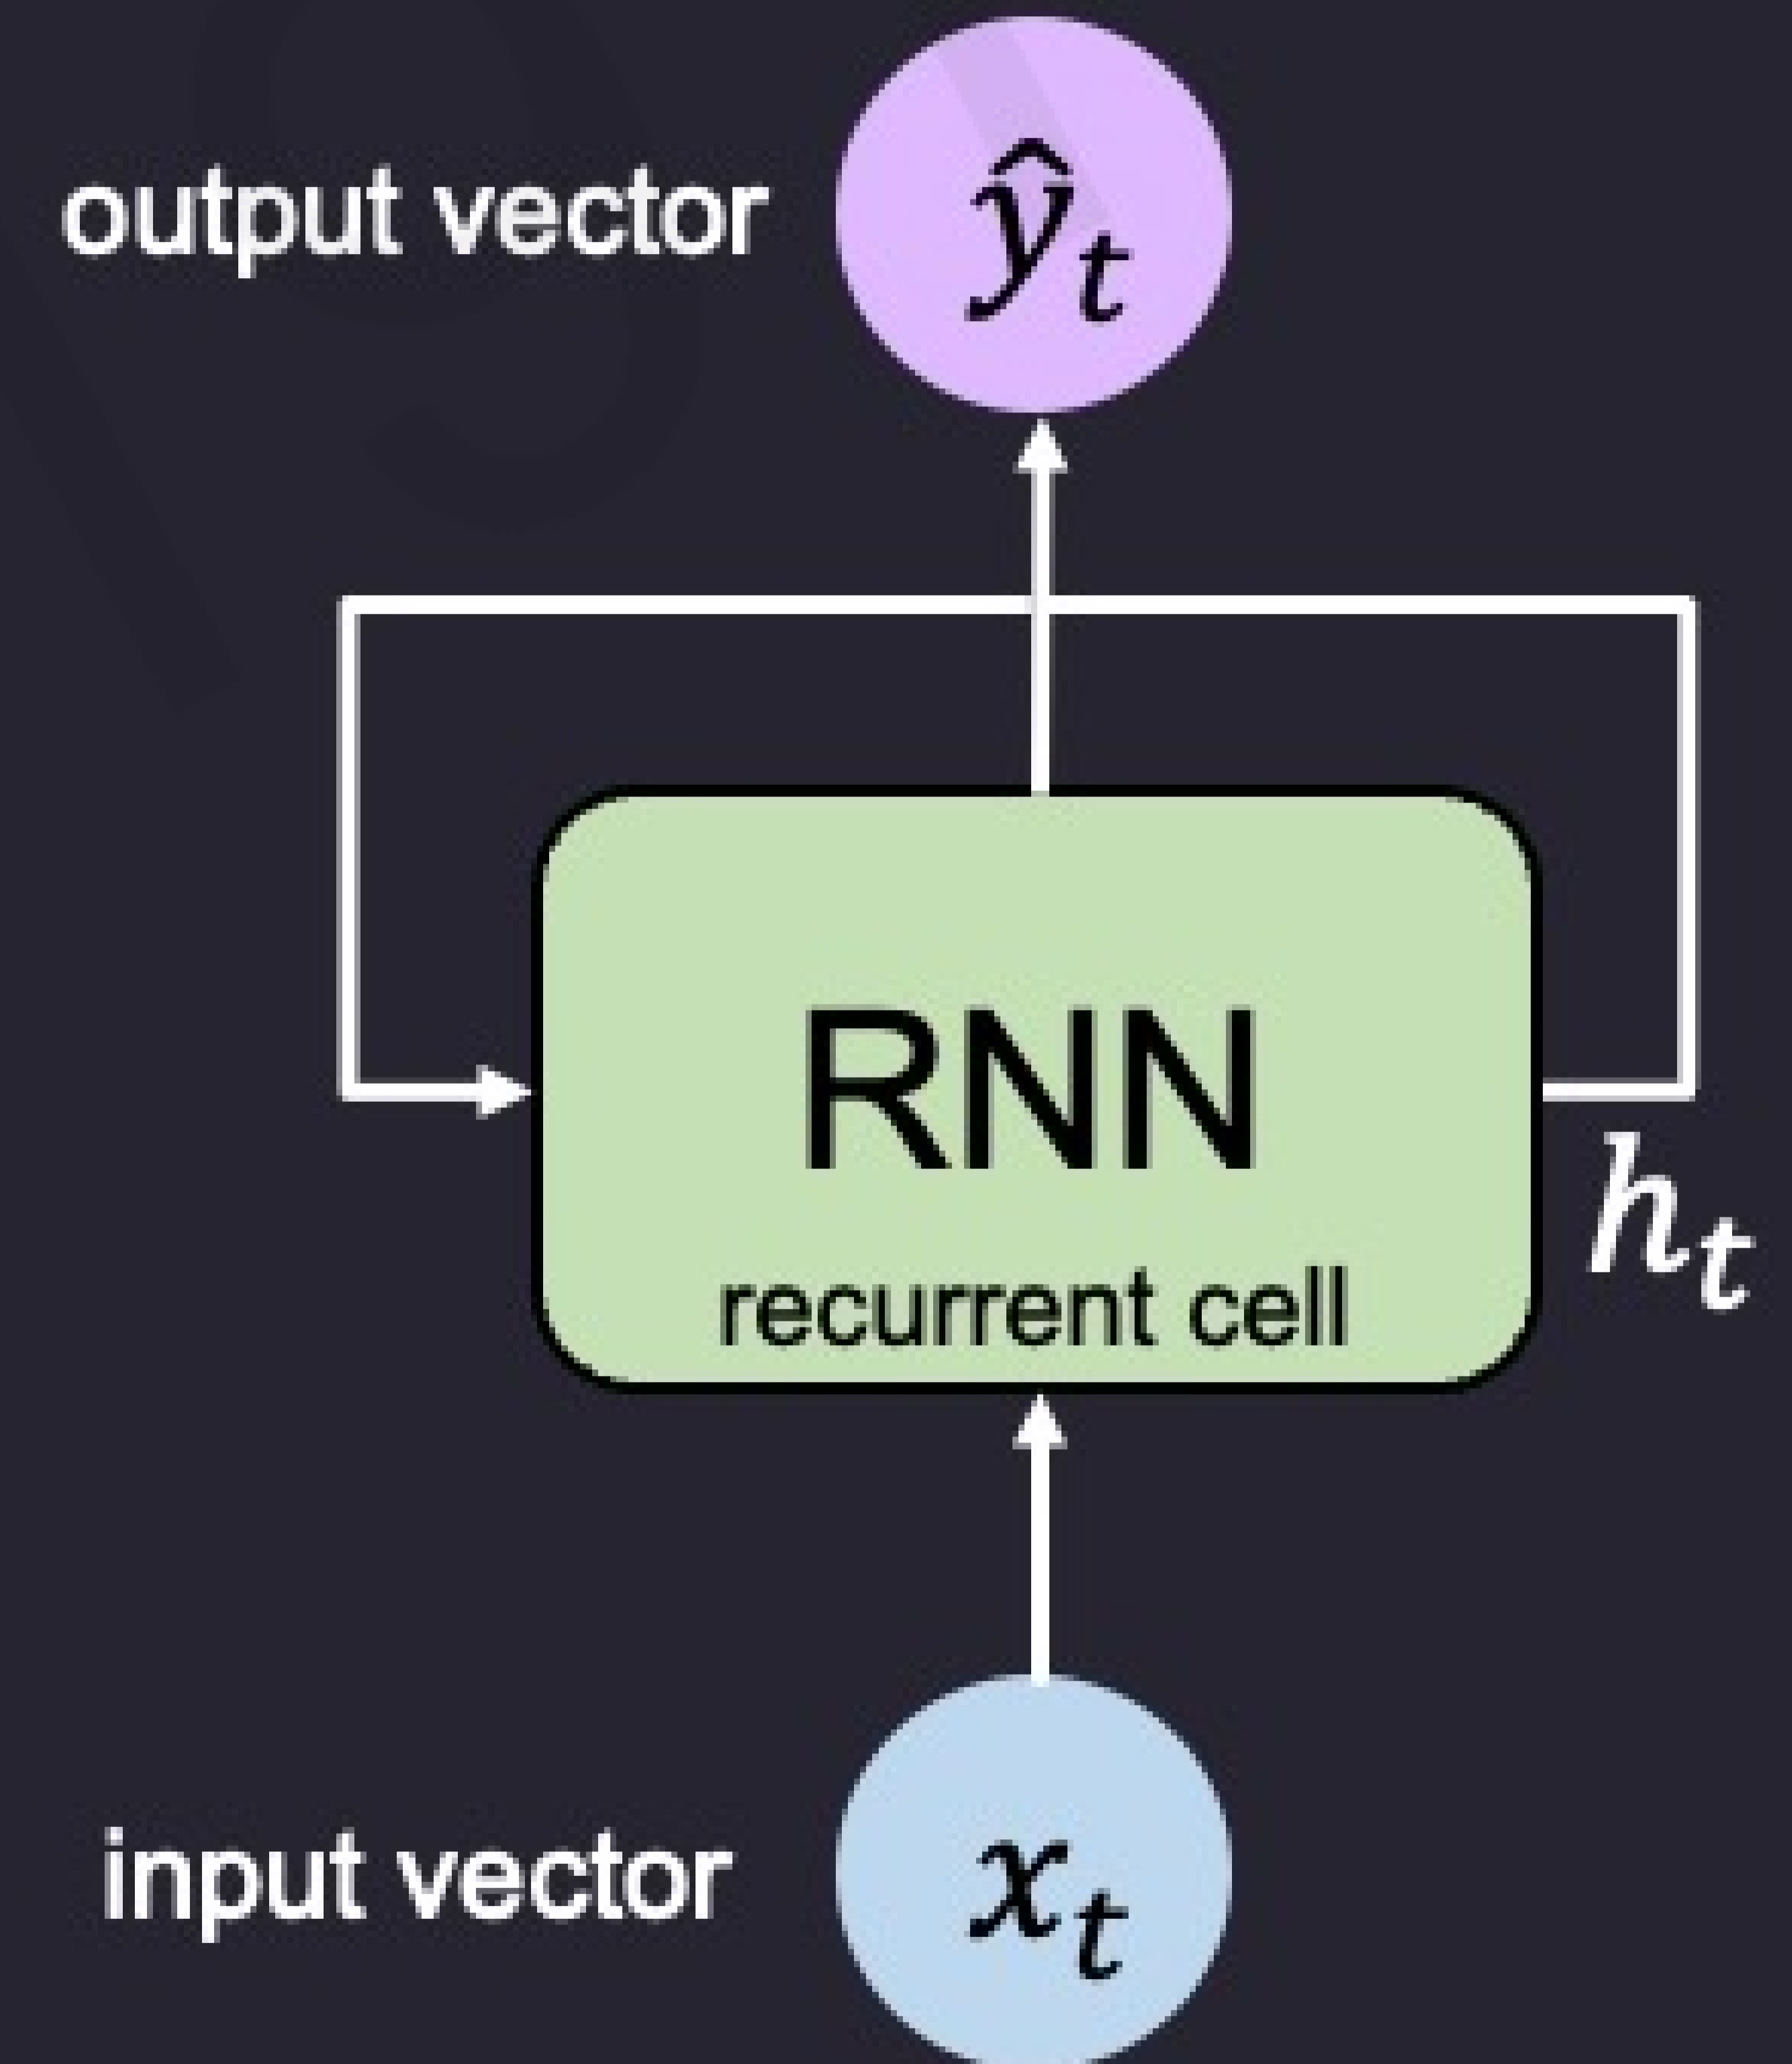 output vector
ŷt
RNN
recurrent cell
ht
input vector
xt